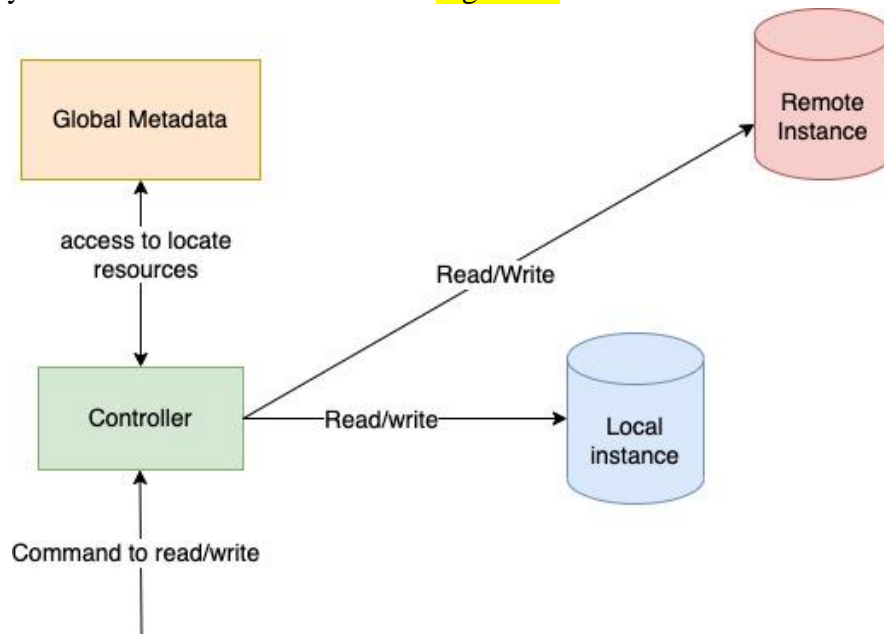 Global Metadata
Remote
Instance
access to locate
resources
Read/Write
Controller
Read/write
Local
instance
Command to read/write